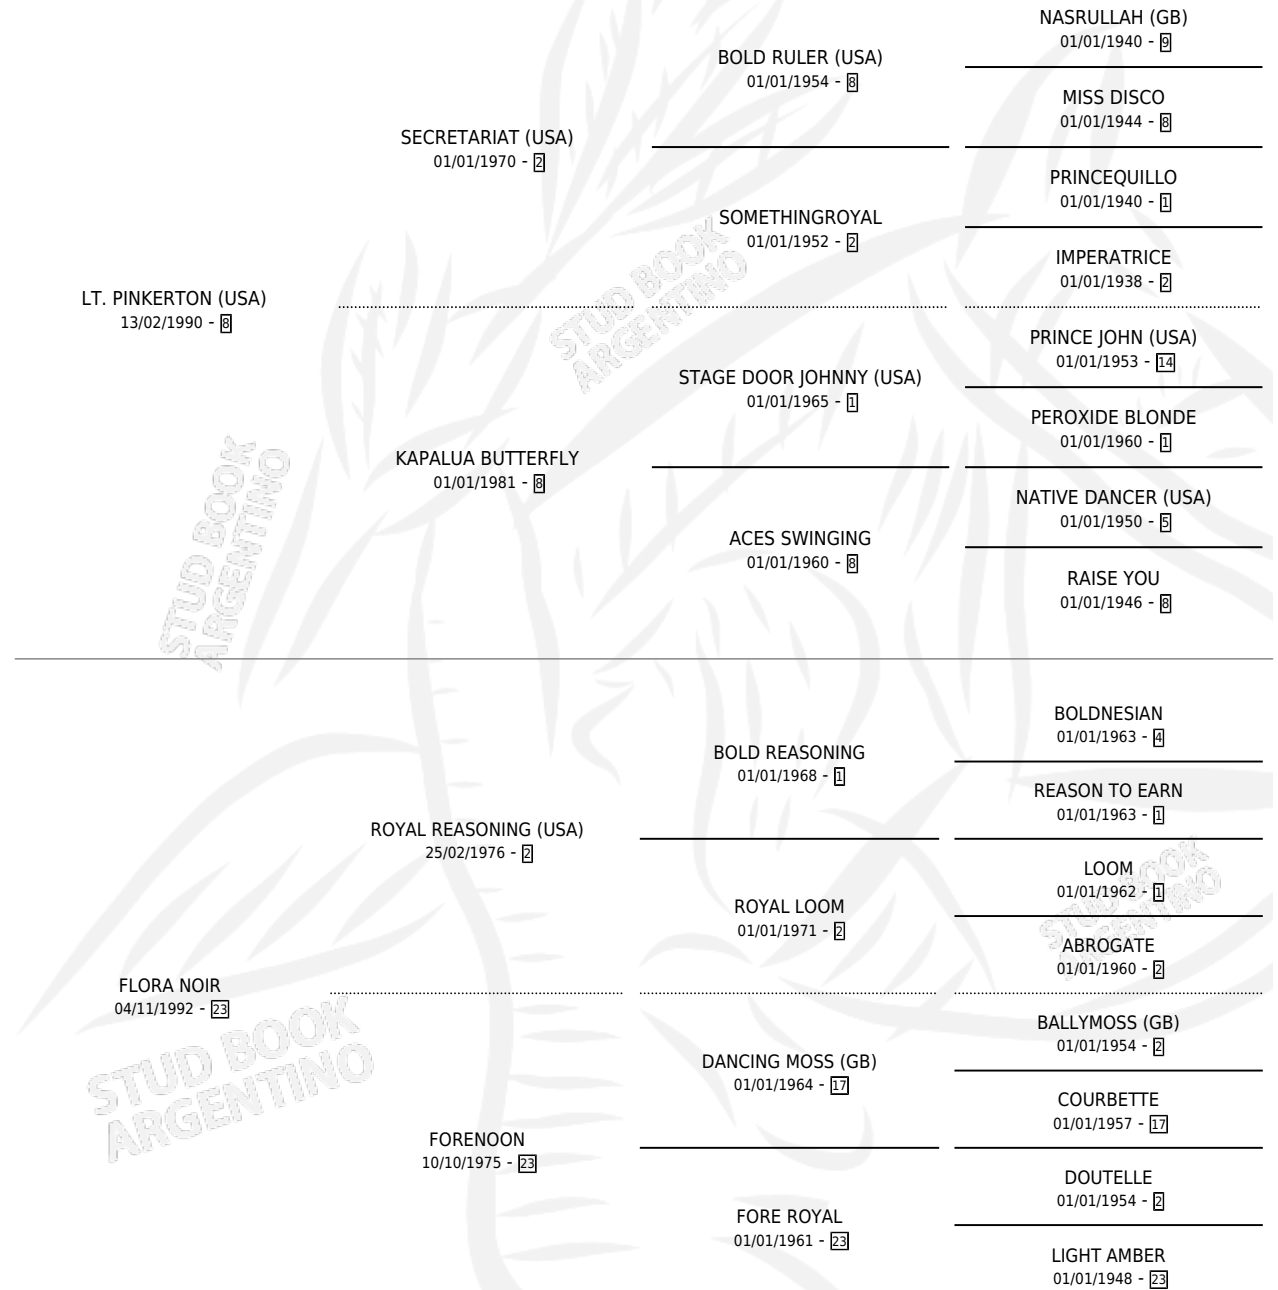 NASRULLAH (GB)
01/01/1940 - 9
BOLD RULER (USA)
01/01/1954 - 8
MISS DISCO
01/01/1944 - 8
SECRETARIAT (USA)
01/01/1970 - 2
PRINCEQUILLO
01/01/1940 - 1
SOMETHINGROYAL
01/01/1952 - 2
IMPERATRICE
01/01/1938 - 2
LT. PINKERTON (USA)
13/02/1990 - 8
PRINCE JOHN (USA)
01/01/1953 - 14
STAGE DOOR JOHNNY (USA)
01/01/1965 - 1
PEROXIDE BLONDE
01/01/1960 - 1
KAPALUA BUTTERFLY
01/01/1981 - 8
NATIVE DANCER (USA)
01/01/1950 - 5
ACES SWINGING
01/01/1960 - 8
RAISE YOU
01/01/1946 - 8
BOLDNESIAN
01/01/1963 - 4
BOLD REASONING
01/01/1968 - 1
REASON TO EARN
01/01/1963 - 1
ROYAL REASONING (USA)
25/02/1976 - 2
LOOM
01/01/1962 - 1
ROYAL LOOM
01/01/1971 - 2
ABROGATE
01/01/1960 - 2
FLORA NOIR
04/11/1992 - 23
BALLYMOSS (GB)
01/01/1954 - 2
DANCING MOSS (GB)
01/01/1964 - 17
COURBETTE
01/01/1957 - 17
FORENOON
10/10/1975 - 23
DOUTELLE
01/01/1954 - 2
FORE ROYAL
01/01/1961 - 23
LIGHT AMBER
01/01/1948 - 23
STUD BOOK
ARGENTINO
STUD BOOK
ARGENTINO
STUD BOOK
ARGENTINO
STUD BOOK
ARGENTINO